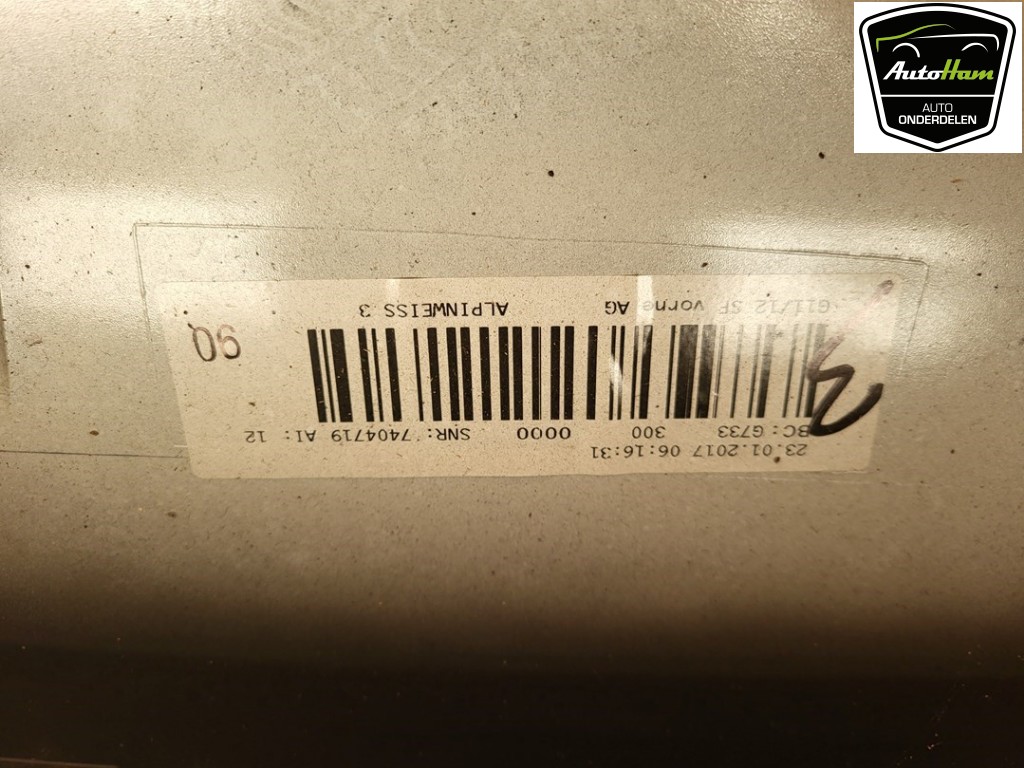 AutoHam
AUTO
ONDERDELEN
23.01.2017 06:16:31
BC: G733 300 0000 SNR: 7404719 AI: 12
G11/12 SF vorne AG ALPINWEISS 3
90